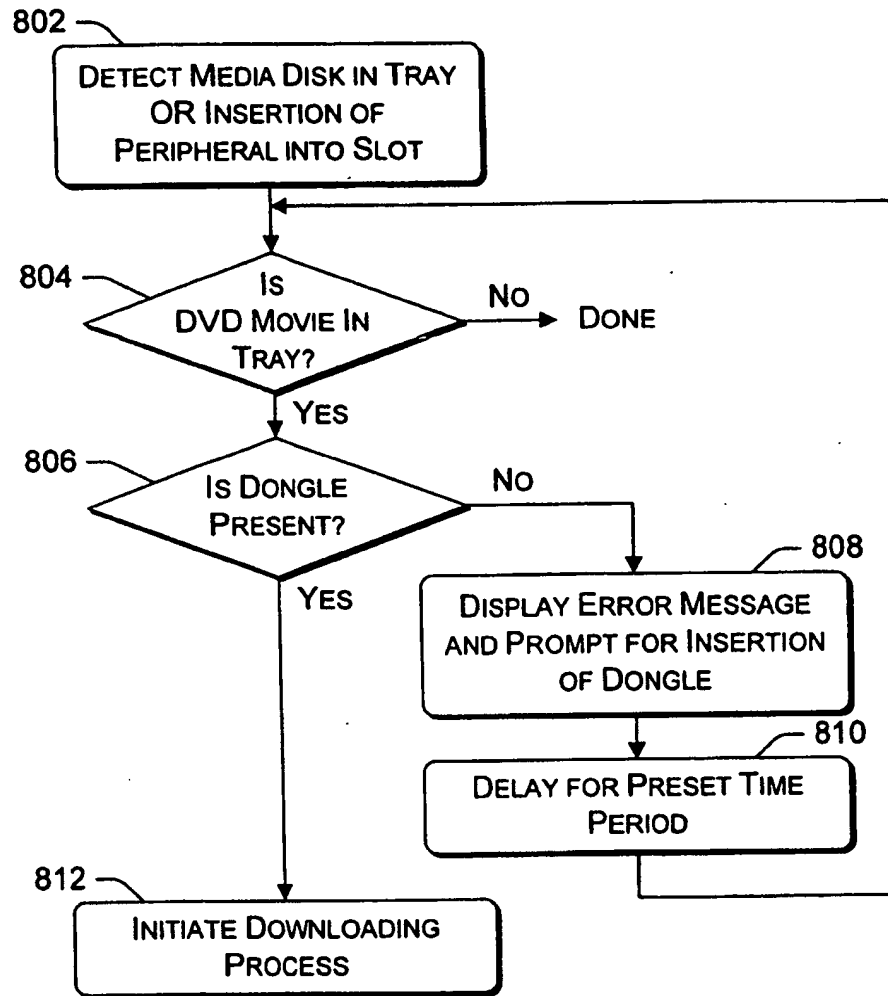 802
DETECT MEDIA DISK IN TRAY
OR INSERTION OF
PERIPHERAL INTO SLOT
804
IS
DVD MOVIE IN
TRAY?
NO
DONE
YES
806
IS DONGLE
PRESENT?
NO
YES
808
DISPLAY ERROR MESSAGE
AND PROMPT FOR INSERTION
OF DONGLE
810
DELAY FOR PRESET TIME
PERIOD
812
INITIATE DOWNLOADING
PROCESS